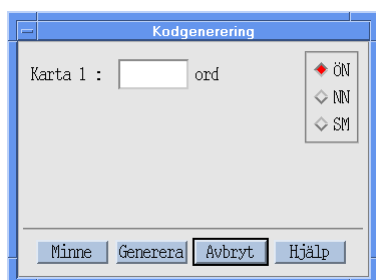 Kodgenerering
Karta 1 : ord
ÖN
NN
SM
Minne Generera Avbryt Hjälp